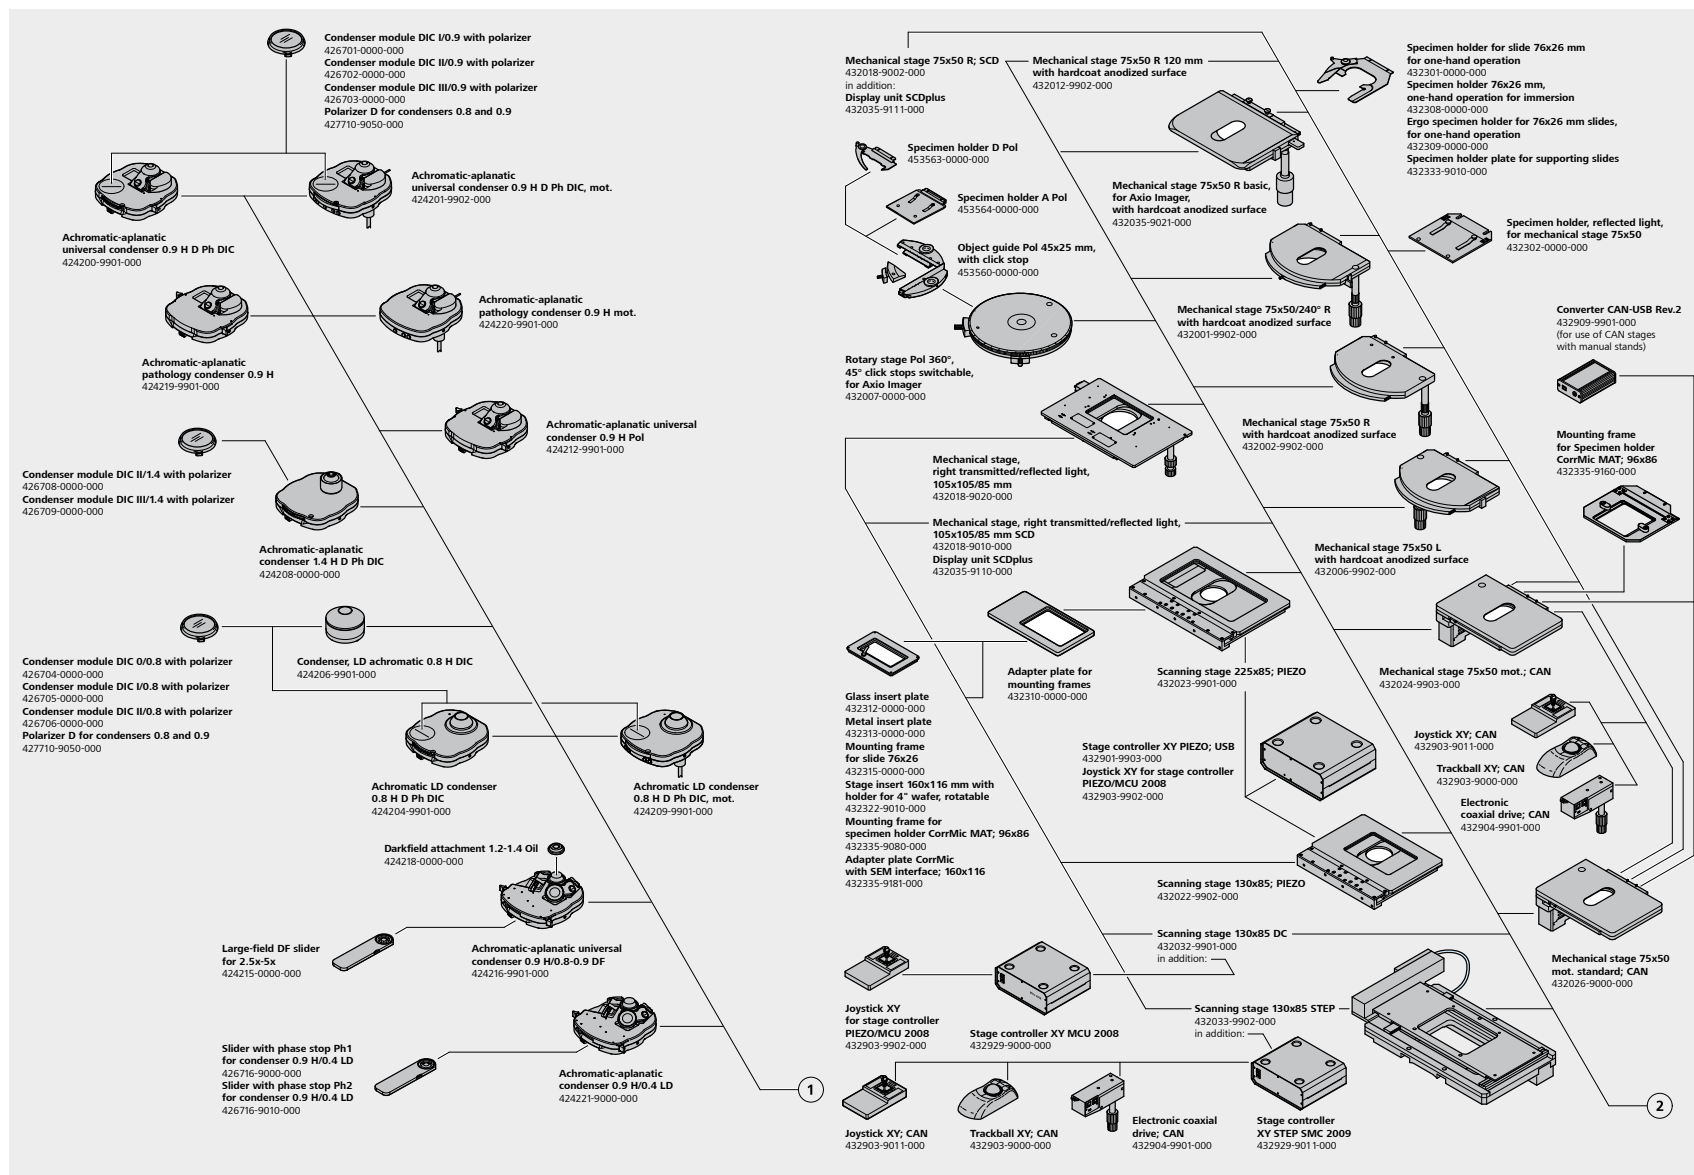 Condenser module DIC I/0.9 with polarizer
426701-0000-000
Condenser module DIC II/0.9 with polarizer
426702-0000-000
Condenser module DIC III/0.9 with polarizer
426703-0000-000
Polarizer D for condensers 0.8 and 0.9
427710-9050-000
Achromatic-aplanatic
universal condenser 0.9 H D Ph DIC, mot.
424201-9902-000
Achromatic-aplanatic
universal condenser 0.9 H D Ph DIC
424200-9901-000
Achromatic-aplanatic
pathology condenser 0.9 H mot.
424220-9901-000
Achromatic-aplanatic
pathology condenser 0.9 H
424219-9901-000
Achromatic-aplanatic universal
condenser 0.9 H Pol
424212-9901-000
Condenser module DIC II/1.4 with polarizer
426708-0000-000
Condenser module DIC III/1.4 with polarizer
426709-0000-000
Achromatic-aplanatic
condenser 1.4 H D Ph DIC
424208-0000-000
Condenser module DIC 0/0.8 with polarizer
426704-0000-000
Condenser module DIC I/0.8 with polarizer
426705-0000-000
Condenser module DIC II/0.8 with polarizer
426706-0000-000
Polarizer D for condensers 0.8 and 0.9
427710-9050-000
Condenser, LD achromatic 0.8 H DIC
424206-9901-000
Achromatic LD condenser
0.8 H D Ph DIC
424204-9901-000
Achromatic LD condenser
0.8 H D Ph DIC, mot.
424209-9901-000
Darkfield attachment 1.2-1.4 Oil
424218-0000-000
Large-field DF slider
for 2.5x-5x
424215-0000-000
Achromatic-aplanatic universal
condenser 0.9 H/0.8-0.9 DF
424216-9901-000
Slider with phase stop Ph1
for condenser 0.9 H/0.4 LD
426716-9000-000
Slider with phase stop Ph2
for condenser 0.9 H/0.4 LD
426716-9010-000
Achromatic-aplanatic
condenser 0.9 H/0.4 LD
424221-9000-000
1
Mechanical stage 75x50 R; SCD
432018-9002-000
in addition:
Display unit SCDplus
432035-9111-000
Mechanical stage 75x50 R 120 mm
with hardcoat anodized surface
432012-9902-000
Specimen holder for slide 76x26 mm
for one-hand operation
432301-0000-000
Specimen holder 76x26 mm,
one-hand operation for immersion
432308-0000-000
Ergo specimen holder for 76x26 mm slides,
for one-hand operation
432309-0000-000
Specimen holder plate for supporting slides
432333-9010-000
Specimen holder D Pol
453563-0000-000
Specimen holder A Pol
453564-0000-000
Mechanical stage 75x50 R basic,
for Axio Imager,
with hardcoat anodized surface
432035-9021-000
Specimen holder, reflected light,
for mechanical stage 75x50
432302-0000-000
Object guide Pol 45x25 mm,
with click stop
453560-0000-000
Mechanical stage 75x50/240° R
with hardcoat anodized surface
432001-9902-000
Converter CAN-USB Rev.2
432909-9901-000
(for use of CAN stages
with manual stands)
Rotary stage Pol 360°,
45° click stops switchable,
for Axio Imager
432007-0000-000
Mechanical stage 75x50 R
with hardcoat anodized surface
432002-9902-000
Mounting frame
for Specimen holder
CorrMic MAT; 96x86
432335-9160-000
Mechanical stage,
right transmitted/reflected light,
105x105/85 mm
432018-9020-000
Mechanical stage, right transmitted/reflected light,
105x105/85 mm SCD
432018-9010-000
Display unit SCDplus
432035-9110-000
Mechanical stage 75x50 L
with hardcoat anodized surface
432006-9902-000
Adapter plate for
mounting frames
432310-0000-000
Scanning stage 225x85; PIEZO
432023-9901-000
Mechanical stage 75x50 mot.; CAN
432024-9903-000
Glass insert plate
432312-0000-000
Metal insert plate
432313-0000-000
Mounting frame
for slide 76x26
432315-0000-000
Stage insert 160x116 mm with
holder for 4" wafer, rotatable
432322-9010-000
Mounting frame for
specimen holder CorrMic MAT; 96x86
432335-9080-000
Adapter plate CorrMic
with SEM interface; 160x116
432335-9181-000
Stage controller XY PIEZO; USB
432901-9903-000
Joystick XY for stage controller
PIEZO/MCU 2008
432903-9902-000
Joystick XY; CAN
432903-9011-000
Trackball XY; CAN
432903-9000-000
Electronic
coaxial drive; CAN
432904-9901-000
Scanning stage 130x85; PIEZO
432022-9902-000
Scanning stage 130x85 DC
432032-9901-000
in addition:
Mechanical stage 75x50
mot. standard; CAN
432026-9000-000
Joystick XY
for stage controller
PIEZO/MCU 2008
432903-9902-000
Stage controller XY MCU 2008
432929-9000-000
Scanning stage 130x85 STEP
432033-9902-000
in addition:
Joystick XY; CAN
432903-9011-000
Trackball XY; CAN
432903-9000-000
Electronic coaxial
drive; CAN
432904-9901-000
Stage controller
XY STEP SMC 2009
432929-9011-000
2